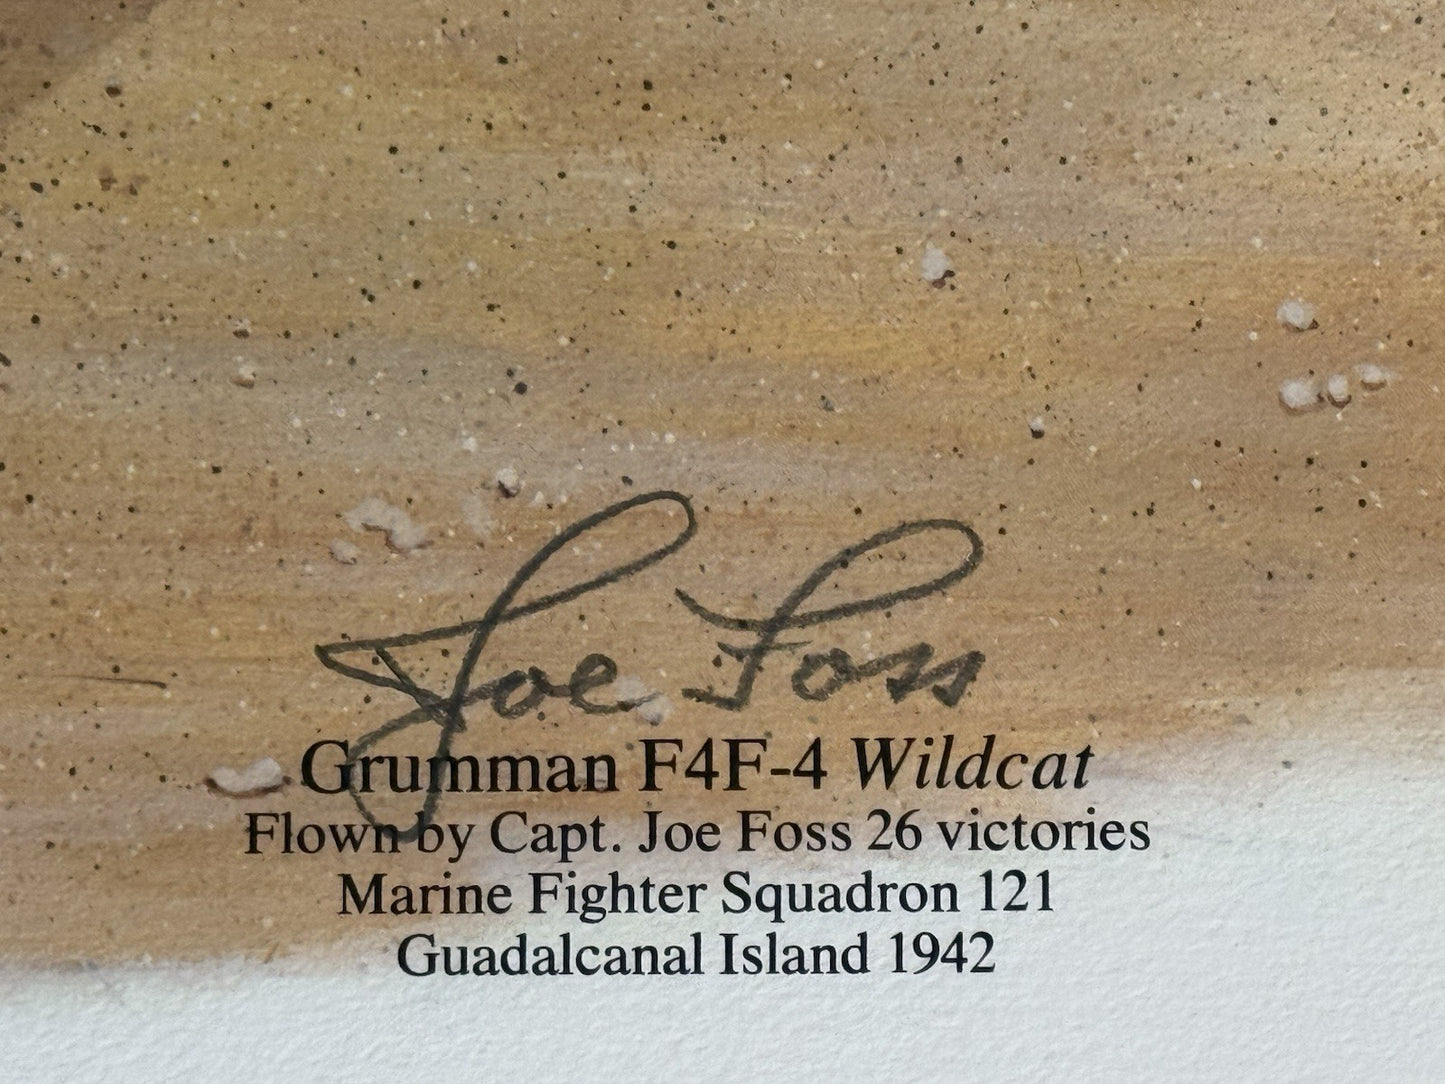 Joe Foss
Grumman F4F-4 Wildcat
Flown by Capt. Joe Foss 26 victories
Marine Fighter Squadron 121
Guadalcanal Island 1942